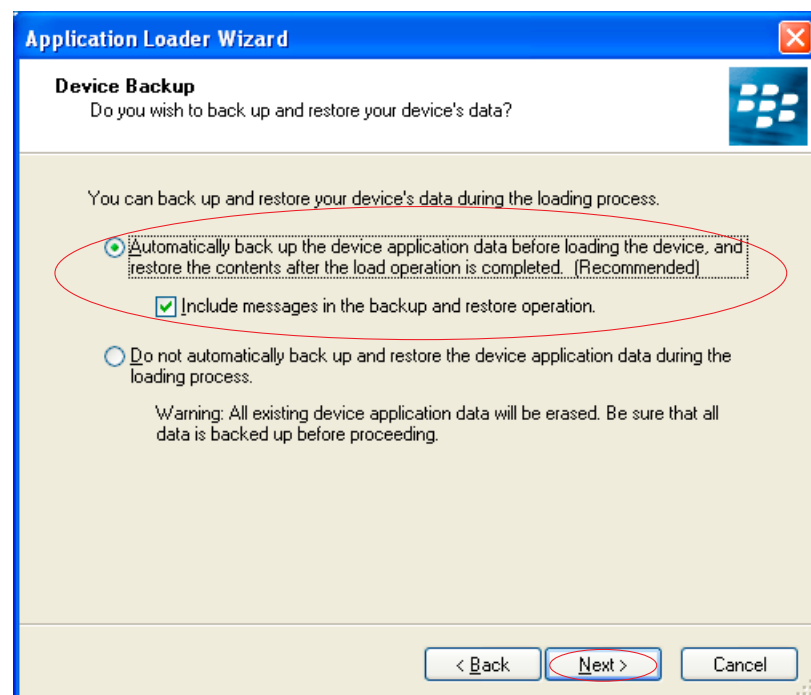 Application Loader Wizard
Device Backup
Do you wish to back up and restore your device's data?
You can back up and restore your device's data during the loading process.
Automatically back up the device application data before loading the device, and
restore the contents after the load operation is completed. (Recommended)
Include messages in the backup and restore operation.
Do not automatically back up and restore the device application data during the
loading process.
Warning: All existing device application data will be erased. Be sure that all
data is backed up before proceeding.
< Back
Next >
Cancel